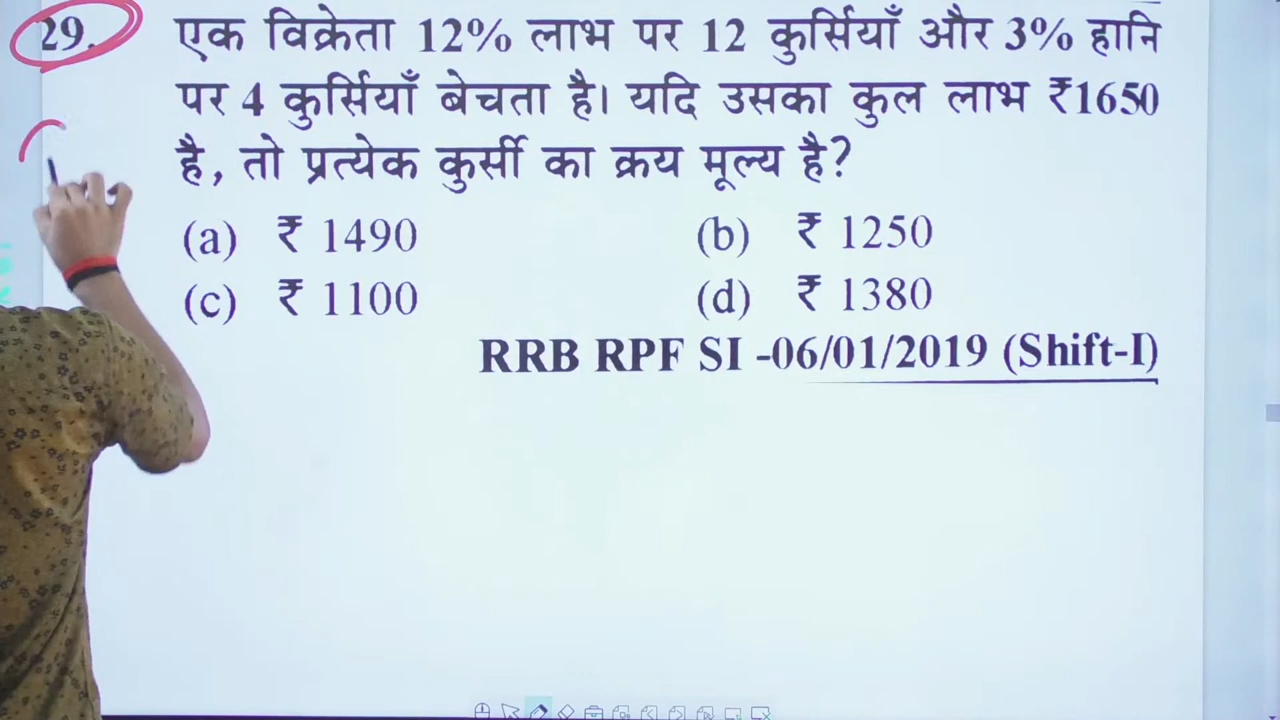 29. एक विक्रेता 12% लाभ पर 12 कुर्सियाँ और 3% हानि
पर 4 कुर्सियाँ बेचता है। यदि उसका कुल लाभ ₹1650
है, तो प्रत्येक कुर्सी का क्रय मूल्य है?
(a) ₹ 1490 (b) ₹ 1250
(c) ₹ 1100 (d) ₹ 1380
RRB RPF SI -06/01/2019 (Shift-I)